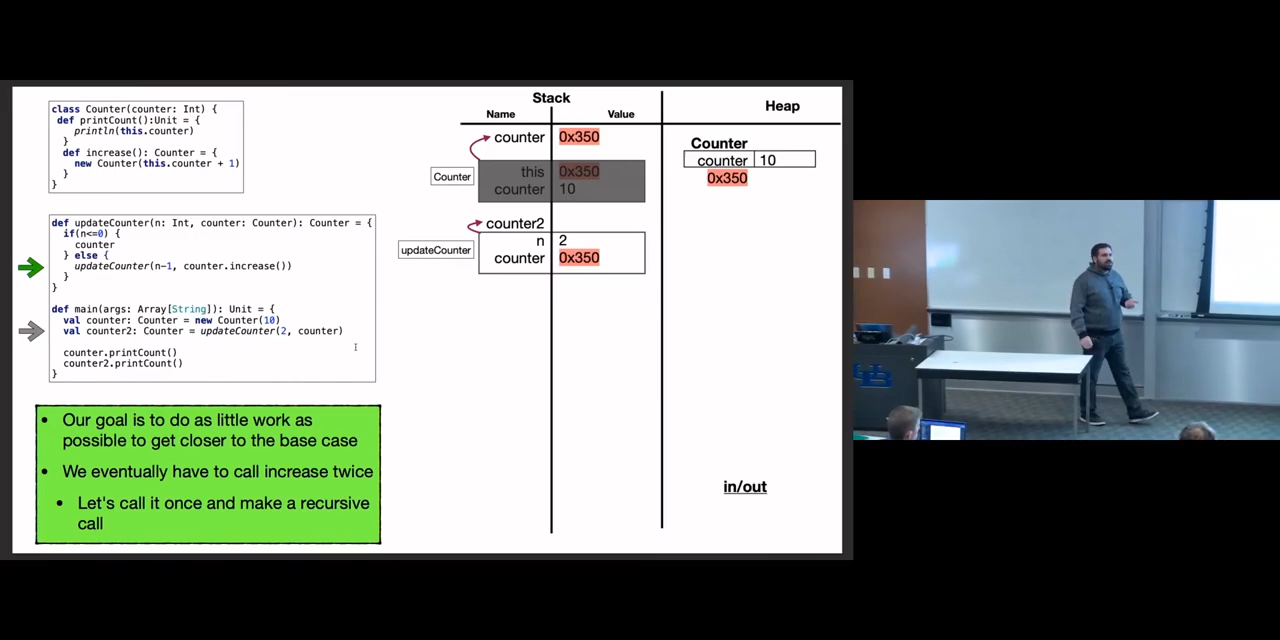 class Counter(counter: Int) {
def printCount():Unit = {
println(this.counter)
}
def increase(): Counter = {
new Counter(this.counter + 1)
}
}
def updateCounter(n: Int, counter: Counter): Counter = {
if(n<=0) {
counter
} else {
updateCounter(n-1, counter.increase())
}
}
def main(args: Array[String]): Unit = {
val counter: Counter = new Counter(10)
val counter2: Counter = updateCounter(2, counter)
counter.printCount()
counter2.printCount()
}
• Our goal is to do as little work as
possible to get closer to the base case
• We eventually have to call increase twice
• Let's call it once and make a recursive
call
Stack
Name Value
counter 0x350
Counter
this 0x350
counter 10
counter2
updateCounter
n 2
counter 0x350
Heap
Counter
counter 10
0x350
in/out
UB